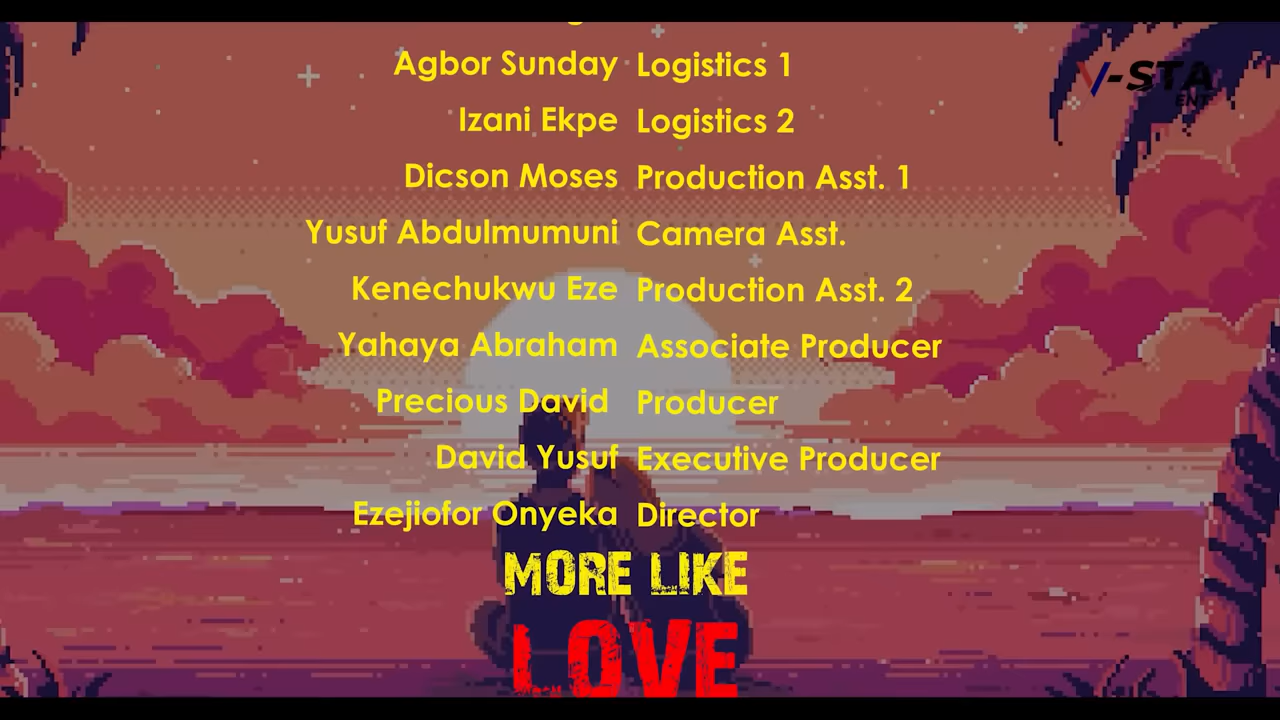 V-STA
ENT
Agbor Sunday Logistics 1
Izani Ekpe Logistics 2
Dicson Moses Production Asst. 1
Yusuf Abdulmumuni Camera Asst.
Kenechukwu Eze Production Asst. 2
Yahaya Abraham Associate Producer
Precious David Producer
David Yusuf Executive Producer
Ezejiofor Onyeka Director
MORE LIKE
LOVE